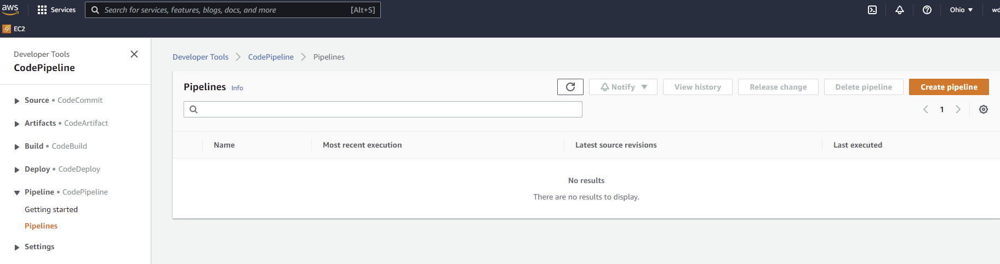 aws
Services
Search for services, features, blogs, docs, and more [Alt+S]
Ohio
EC2
Developer Tools
CodePipeline
Source • CodeCommit
Artifacts • CodeArtifact
Build • CodeBuild
Deploy • CodeDeploy
Pipeline • CodePipeline
Getting started
Pipelines
Settings
Developer Tools CodePipeline Pipelines
Pipelines Info
Notify View history Release change Delete pipeline Create pipeline
1
Name Most recent execution Latest source revisions Last executed
No results
There are no results to display.